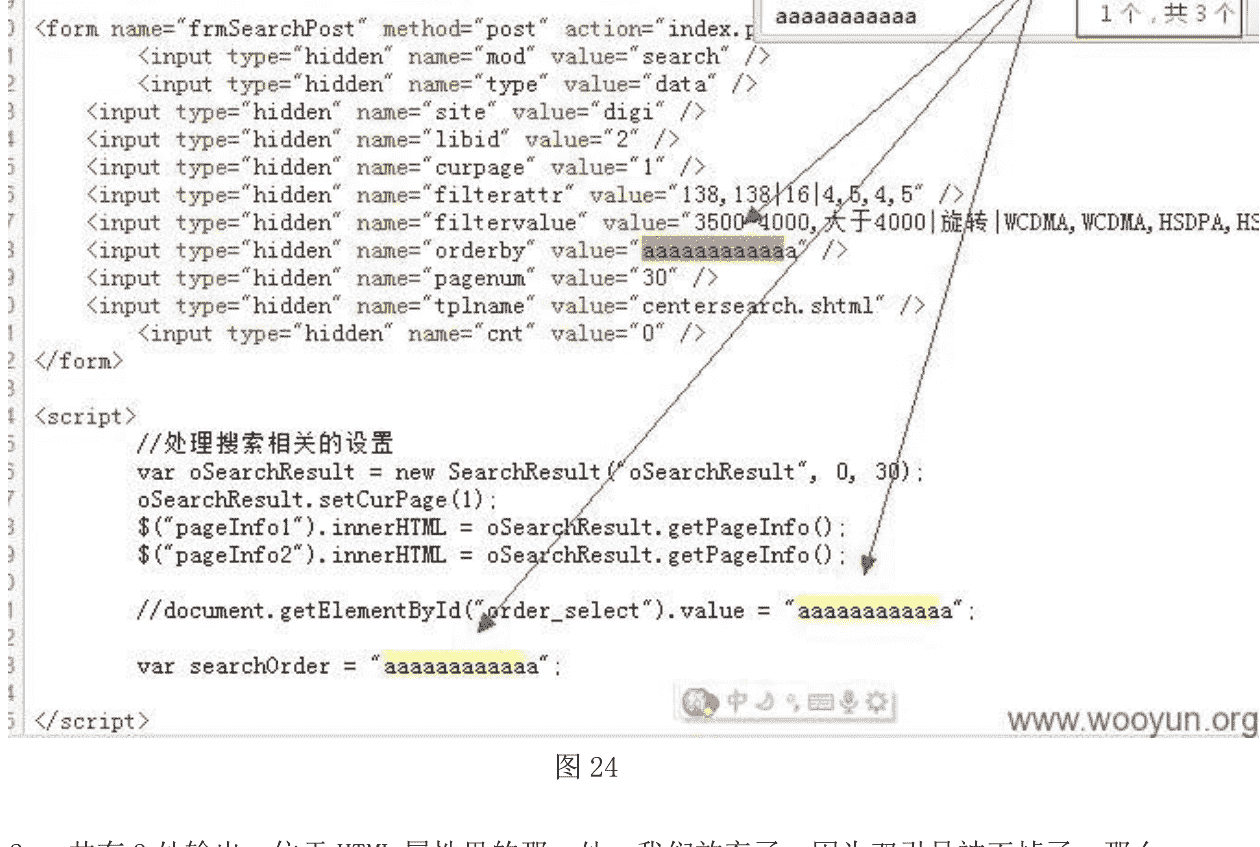 aaaaaaaaaaa
1个，共3个
<form name="frmSearchPost" method="post" action="index.p
<input type="hidden" name="mod" value="search" />
<input type="hidden" name="type" value="data" />
<input type="hidden" name="site" value="digi" />
<input type="hidden" name="libid" value="2" />
<input type="hidden" name="curpage" value="1" />
<input type="hidden" name="filterattr" value="138,138|16|4,5,4,5" />
<input type="hidden" name="filtervalue" value="3500-4000,大于4000|旋转|WCDMA,WCDMA,HSDPA,HS
<input type="hidden" name="orderby" value="aaaaaaaaaaaa" />
<input type="hidden" name="pagenum" value="30" />
<input type="hidden" name="tplname" value="centersearch.shtml" />
<input type="hidden" name="cnt" value="0" />
</form>
<script>
//处理搜索相关的设置
var oSearchResult = new SearchResult("oSearchResult", 0, 30);
oSearchResult.setCurPage(1);
$("pageInfo1").innerHTML = oSearchResult.getPageInfo();
$("pageInfo2").innerHTML = oSearchResult.getPageInfo();
//document.getElementById("order_select").value = "aaaaaaaaaaaa";
var searchOrder = "aaaaaaaaaaaa";
中
</script>
www.wooyun.org
图 24